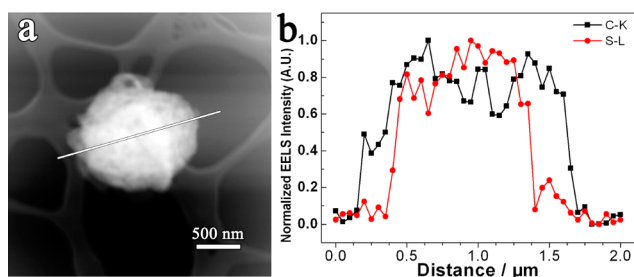 a
500 nm
b
C-K
S-L
Normalized EELS Intensity (A.U.)
1.0
0.8
0.6
0.4
0.2
0.0
0.0 0.5 1.0 1.5 2.0
Distance / µm